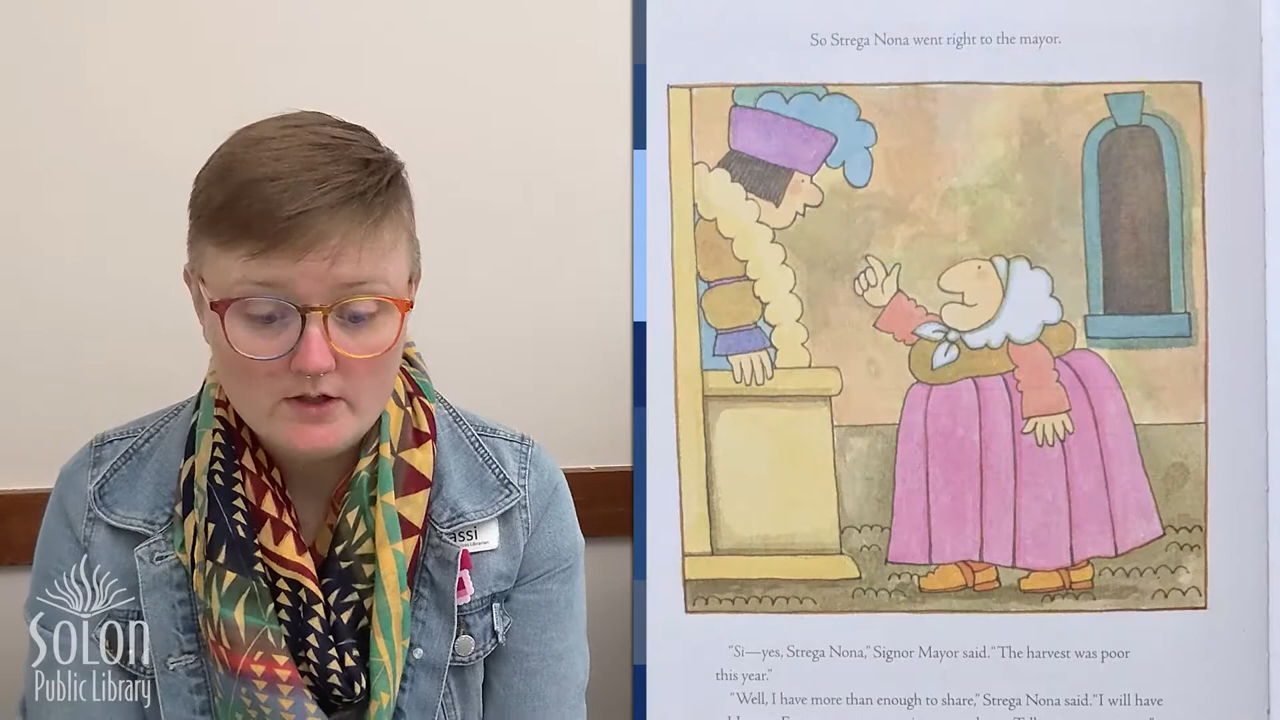 So Strega Nona went right to the mayor.
assi
SOLON
Public Library
"Si—yes, Strega Nona," Signor Mayor said. "The harvest was poor
this year."
"Well, I have more than enough to share," Strega Nona said. "I will have